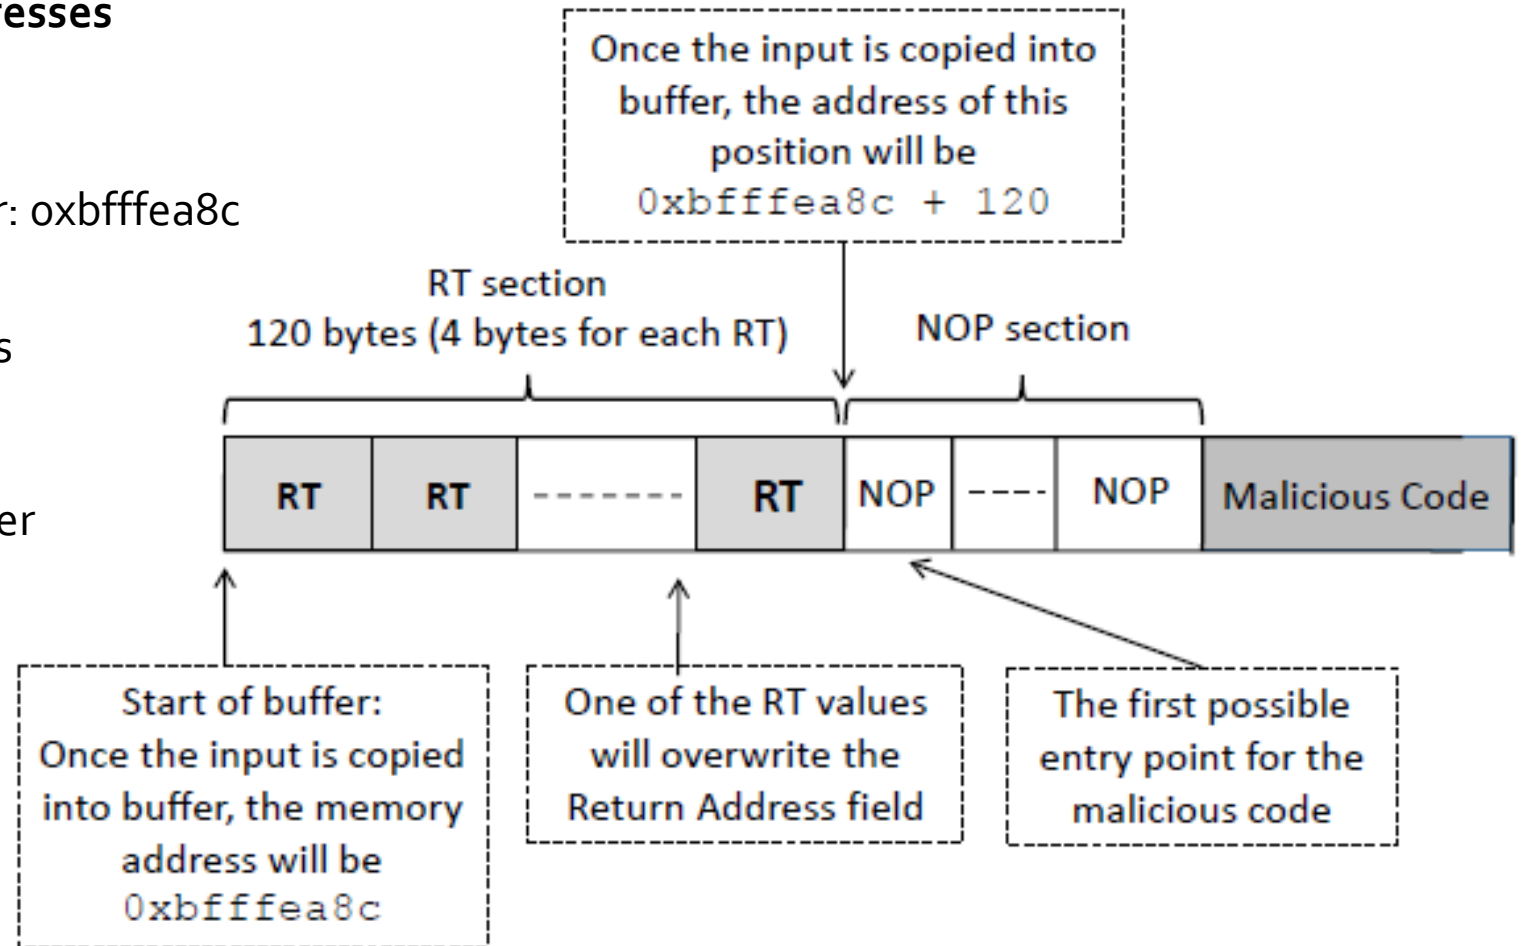 esses
Once the input is copied into
buffer, the address of this
position will be
0xbfffea8c + 120
r: oxbfffea8c
RT section
120 bytes (4 bytes for each RT)
NOP section
s
RT
RT
RT
NOP
NOP
Malicious Code
er
Start of buffer:
Once the input is copied
into buffer, the memory
address will be
0xbfffea8c
One of the RT values
will overwrite the
Return Address field
The first possible
entry point for the
malicious code